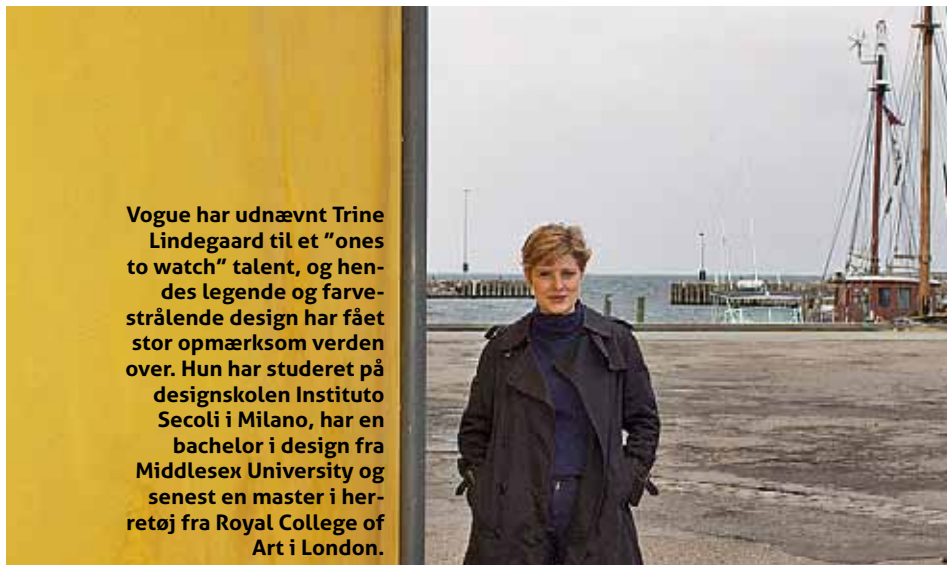 Vogue har udnævnt Trine
Lindegaard til et ”ones
to watch” talent, og hen-
des legende og farve-
strålende design har fået
stor opmærksom verden
over. Hun har studeret på
designskolen Instituto
Secoli i Milano, har en
bachelor i design fra
Middlesex University og
senest en master i her-
retøj fra Royal College of
Art i London.